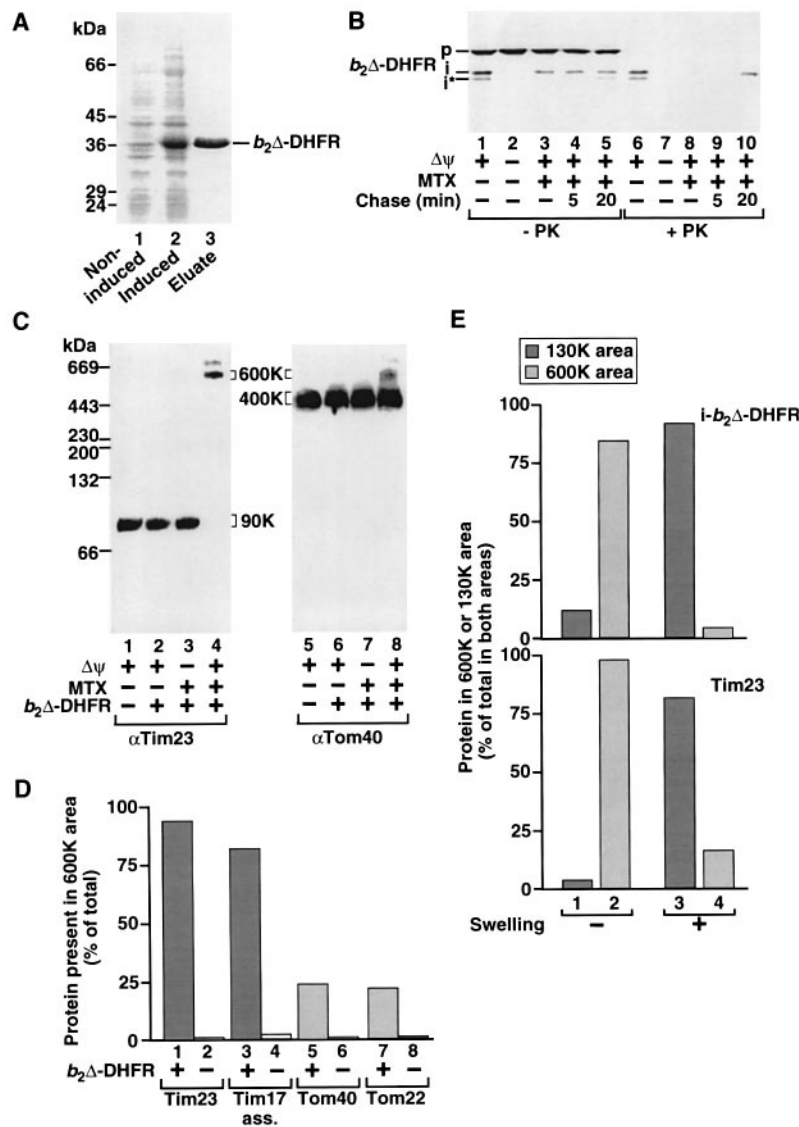 A
kDa
66
45
36
29
24
b₂Δ-DHFR
1 2 3
Non-induced
Induced
Eluate
B
b₂Δ-DHFR
p
i
i*
1 2 3 4 5 6 7 8 9 10
Δψ + − + + + + − + + +
MTX − − + + + − − + + +
Chase (min) − − − 5 20 − − − 5 20
- PK
+ PK
C
kDa
669
443
230
200
132
66
600K
400K
90K
1 2 3 4 5 6 7 8
Δψ + + − + + + − +
MTX − − + + − − + +
b₂Δ-DHFR − + + + − + + +
αTim23
αTom40
D
Protein present in 600K area
(% of total)
100
75
50
25
0
1 2 3 4 5 6 7 8
b₂Δ-DHFR + − + − + − + −
Tim23
Tim17
ass.
Tom40
Tom22
E
130K area
600K area
Protein in 600K or 130K area
(% of total in both areas)
100
75
50
25
0
i-b₂Δ-DHFR
100
75
50
25
0
Tim23
1 2 3 4
Swelling − +